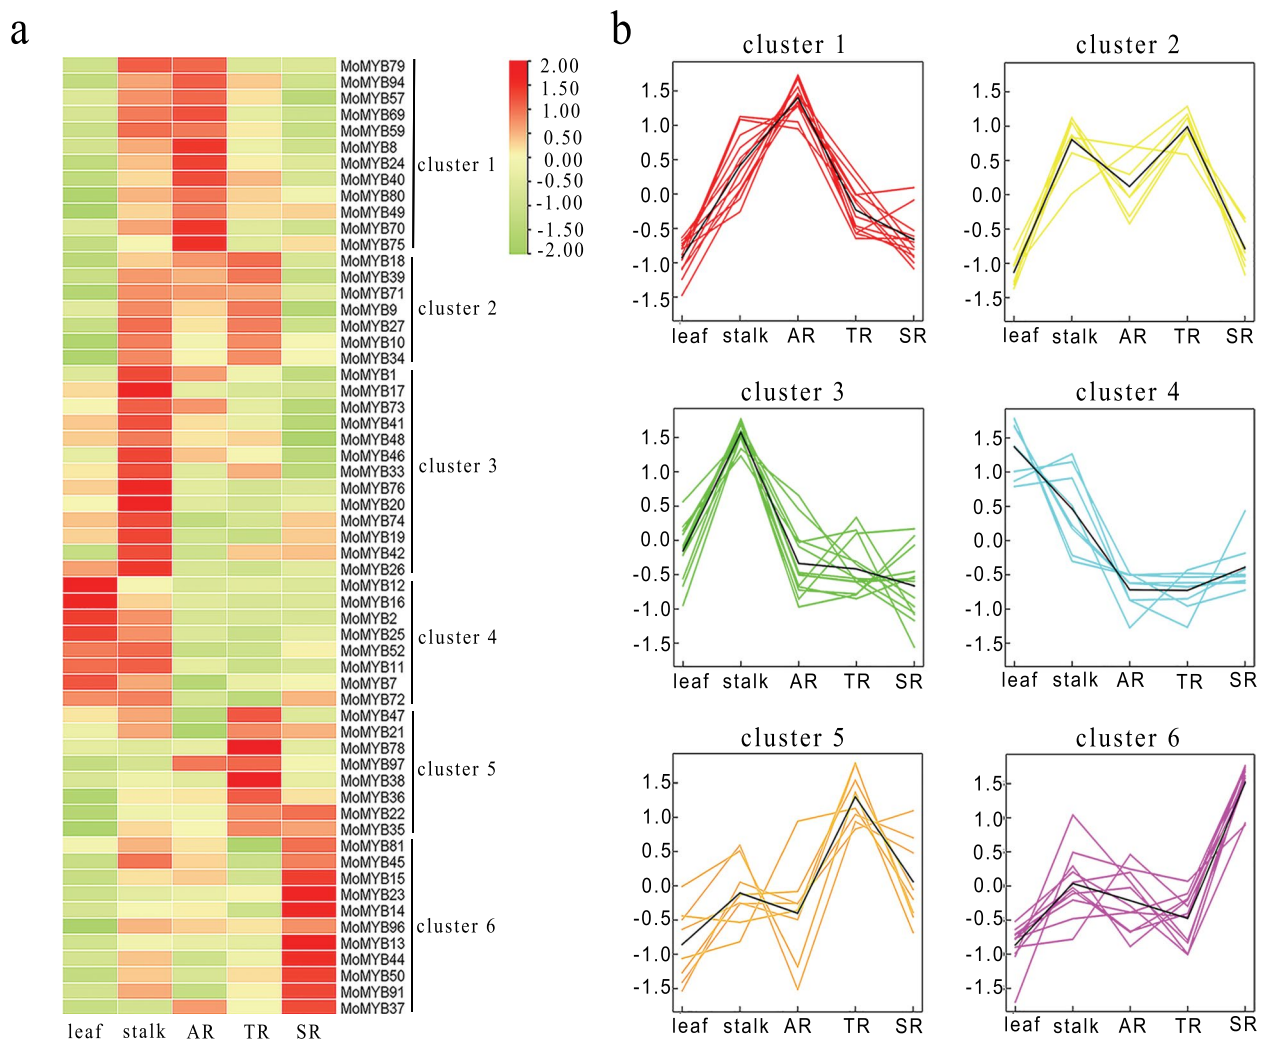 a
MoMYB79
MoMYB94
MoMYB57
MoMYB69
MoMYB59
MoMYB8
MoMYB24
MoMYB40
MoMYB80
MoMYB49
MoMYB70
MoMYB75
cluster 1
MoMYB18
MoMYB39
MoMYB71
MoMYB9
MoMYB27
MoMYB10
MoMYB34
cluster 2
MoMYB1
MoMYB17
MoMYB73
MoMYB41
MoMYB48
MoMYB46
MoMYB33
MoMYB76
MoMYB20
MoMYB74
MoMYB19
MoMYB42
MoMYB26
cluster 3
MoMYB12
MoMYB16
MoMYB2
MoMYB25
MoMYB52
MoMYB11
MoMYB7
MoMYB72
cluster 4
MoMYB47
MoMYB21
MoMYB78
MoMYB97
MoMYB38
MoMYB36
MoMYB22
MoMYB35
cluster 5
MoMYB81
MoMYB45
MoMYB15
MoMYB23
MoMYB14
MoMYB96
MoMYB13
MoMYB44
MoMYB50
MoMYB91
MoMYB37
cluster 6
leaf stalk AR TR SR
2.00
1.50
1.00
0.50
0.00
-0.50
-1.00
-1.50
-2.00
b
cluster 1
1.5
1.0
0.5
0.0
-0.5
-1.0
-1.5
leaf stalk AR TR SR
cluster 2
1.5
1.0
0.5
0.0
-0.5
-1.0
-1.5
leaf stalk AR TR SR
cluster 3
1.5
1.0
0.5
0.0
-0.5
-1.0
-1.5
leaf stalk AR TR SR
cluster 4
1.5
1.0
0.5
0.0
-0.5
-1.0
-1.5
leaf stalk AR TR SR
cluster 5
1.5
1.0
0.5
0.0
-0.5
-1.0
-1.5
leaf stalk AR TR SR
cluster 6
1.5
1.0
0.5
0.0
-0.5
-1.0
-1.5
leaf stalk AR TR SR